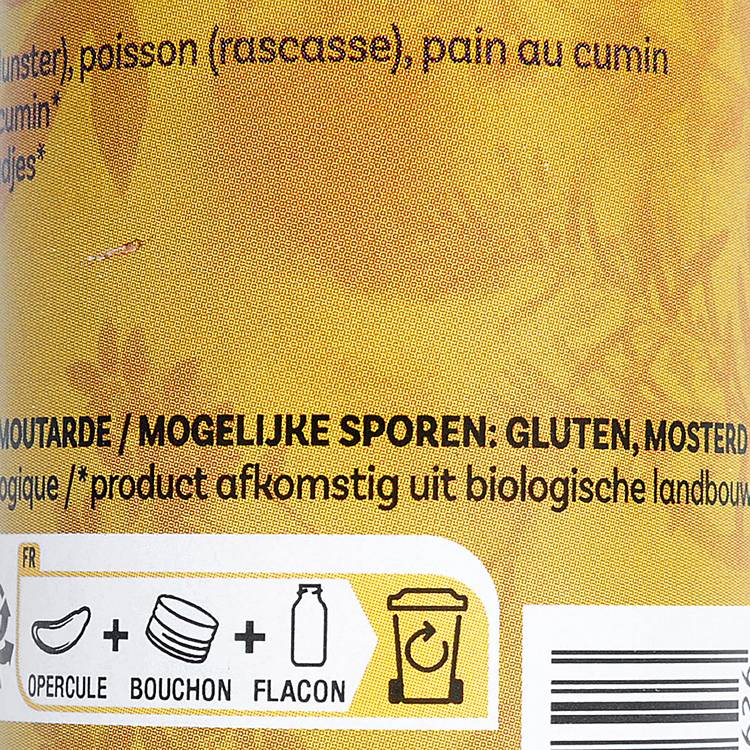 poisson (rascasse), pain au cumin
cumin*
MOUTARDE / MOGELIJKE SPOREN: GLUTEN, MOSTERD
/*product afkomstig uit biologische landbouw
FR
+ +
OPERCULE BOUCHON FLACON